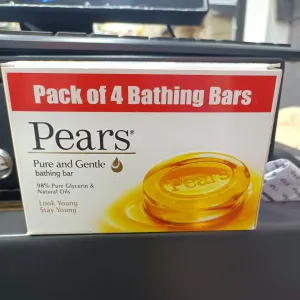 Pack of 4 Bathing Bars
Pears®
Pure and Gentle
bathing bar
98% Pure Glycerin &
Natural Oils
Look Young
Stay Young
Pears